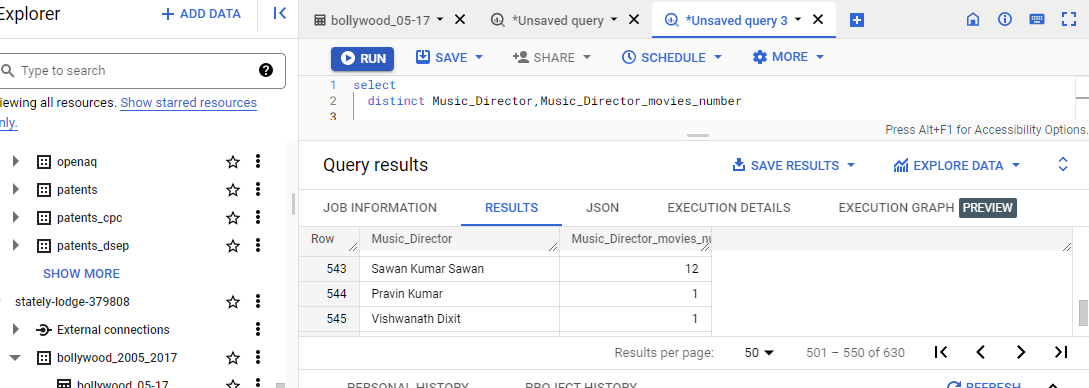 Explorer
+ ADD DATA
Type to search
iewing all resources. Show starred resources
nly.
openaq
patents
patents_cpc
patents_dsep
SHOW MORE
stately-lodge-379808
External connections
bollywood_2005_2017
bollywood_05-17
bollywood_05-17
*Unsaved query
*Unsaved query 3
RUN
SAVE
SHARE
SCHEDULE
MORE
1 select
2 distinct Music_Director,Music_Director_movies_number
3
Press Alt+F1 for Accessibility Options.
Query results
SAVE RESULTS
EXPLORE DATA
JOB INFORMATION RESULTS JSON EXECUTION DETAILS EXECUTION GRAPH PREVIEW
Row Music_Director Music_Director_movies_nu
543 Sawan Kumar Sawan 12
544 Pravin Kumar 1
545 Vishwanath Dixit 1
Results per page: 50 501 – 550 of 630
PERSONAL HISTORY PROJECT HISTORY REFRESH